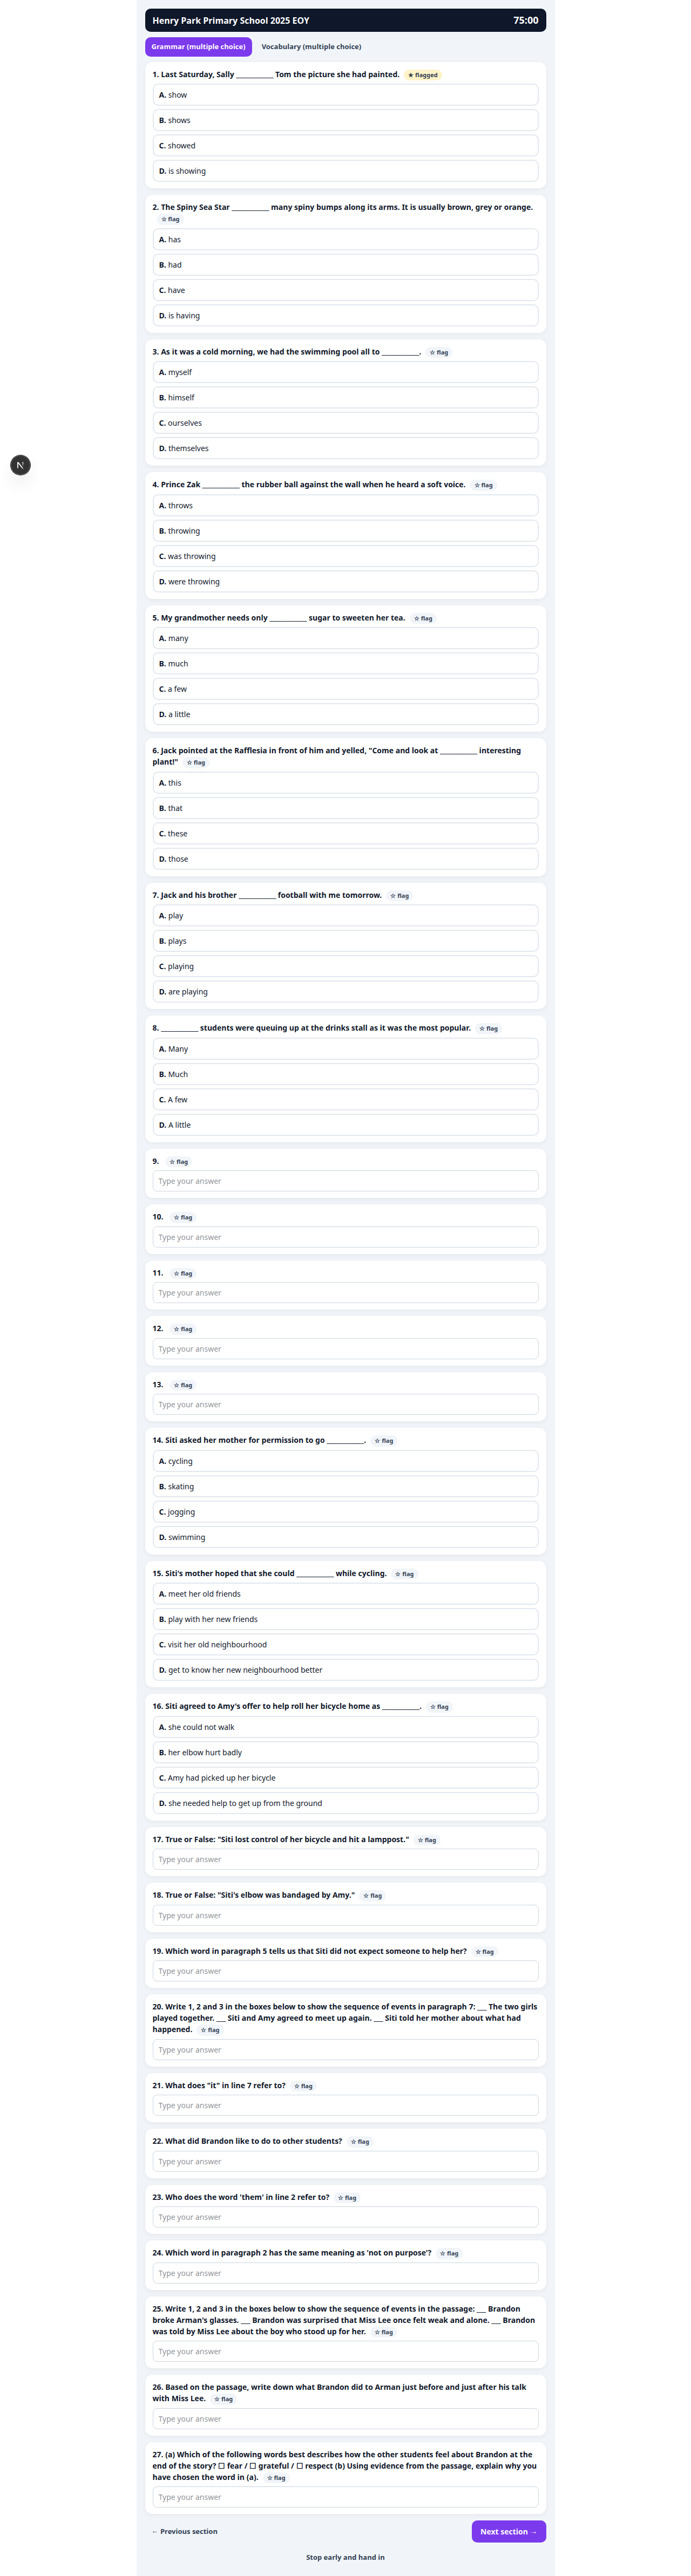 Henry Park Primary School 2025 EOY
75:00
Grammar (multiple choice)
Vocabulary (multiple choice)
1. Last Saturday, Sally __________ Tom the picture she had painted. ★ flagged
A. show
B. shows
C. showed
D. is showing
2. The Spiny Sea Star __________ many spiny bumps along its arms. It is usually brown, grey or orange.
☆ flag
A. has
B. had
C. have
D. is having
3. As it was a cold morning, we had the swimming pool all to __________. ☆ flag
A. myself
B. himself
C. ourselves
D. themselves
4. Prince Zak __________ the rubber ball against the wall when he heard a soft voice. ☆ flag
A. throws
B. throwing
C. was throwing
D. were throwing
5. My grandmother needs only __________ sugar to sweeten her tea. ☆ flag
A. many
B. much
C. a few
D. a little
6. Jack pointed at the Rafflesia in front of him and yelled, "Come and look at __________ interesting
plant!" ☆ flag
A. this
B. that
C. these
D. those
7. Jack and his brother __________ football with me tomorrow. ☆ flag
A. play
B. plays
C. playing
D. are playing
8. __________ students were queuing up at the drinks stall as it was the most popular. ☆ flag
A. Many
B. Much
C. A few
D. A little
9. ☆ flag
Type your answer
10. ☆ flag
Type your answer
11. ☆ flag
Type your answer
12. ☆ flag
Type your answer
13. ☆ flag
Type your answer
14. Siti asked her mother for permission to go __________. ☆ flag
A. cycling
B. skating
C. jogging
D. swimming
15. Siti's mother hoped that she could __________ while cycling. ☆ flag
A. meet her old friends
B. play with her new friends
C. visit her old neighbourhood
D. get to know her new neighbourhood better
16. Siti agreed to Amy's offer to help roll her bicycle home as __________. ☆ flag
A. she could not walk
B. her elbow hurt badly
C. Amy had picked up her bicycle
D. she needed help to get up from the ground
17. True or False: "Siti lost control of her bicycle and hit a lamppost." ☆ flag
Type your answer
18. True or False: "Siti's elbow was bandaged by Amy." ☆ flag
Type your answer
19. Which word in paragraph 5 tells us that Siti did not expect someone to help her? ☆ flag
Type your answer
20. Write 1, 2 and 3 in the boxes below to show the sequence of events in paragraph 7: ___ The two girls
played together. ___ Siti and Amy agreed to meet up again. ___ Siti told her mother about what had
happened. ☆ flag
Type your answer
21. What does "it" in line 7 refer to? ☆ flag
Type your answer
22. What did Brandon like to do to other students? ☆ flag
Type your answer
23. Who does the word 'them' in line 2 refer to? ☆ flag
Type your answer
24. Which word in paragraph 2 has the same meaning as 'not on purpose'? ☆ flag
Type your answer
25. Write 1, 2 and 3 in the boxes below to show the sequence of events in the passage: ___ Brandon
broke Arman's glasses. ___ Brandon was surprised that Miss Lee once felt weak and alone. ___ Brandon
was told by Miss Lee about the boy who stood up for her. ☆ flag
Type your answer
26. Based on the passage, write down what Brandon did to Arman just before and just after his talk
with Miss Lee. ☆ flag
Type your answer
27. (a) Which of the following words best describes how the other students feel about Brandon at the
end of the story? ☐ fear / ☐ grateful / ☐ respect (b) Using evidence from the passage, explain why you
have chosen the word in (a). ☆ flag
Type your answer
← Previous section
Next section →
Stop early and hand in